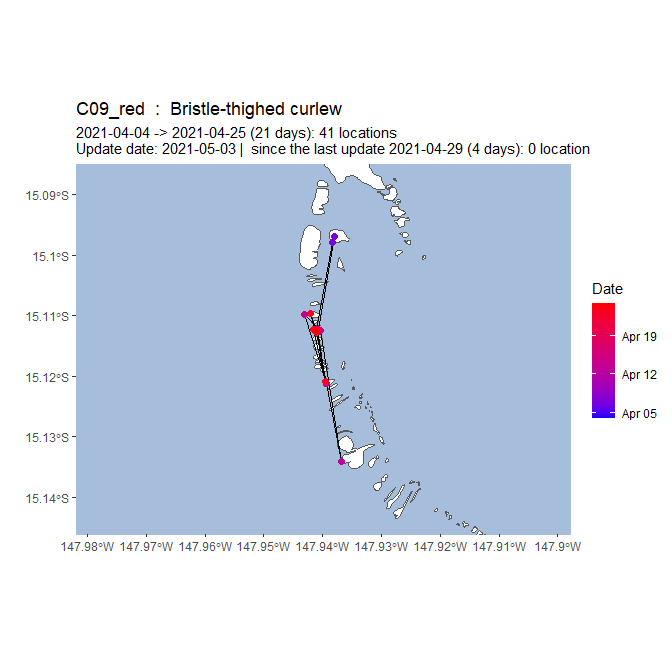 C09_red : Bristle-thighed curlew
2021-04-04 -> 2021-04-25 (21 days): 41 locations
Update date: 2021-05-03 | since the last update 2021-04-29 (4 days): 0 location
15.09°S
15.1°S
15.11°S
15.12°S
15.13°S
15.14°S
147.98°W 147.97°W 147.96°W 147.95°W 147.94°W 147.93°W 147.92°W 147.91°W 147.9°W
Date
Apr 19
Apr 12
Apr 05